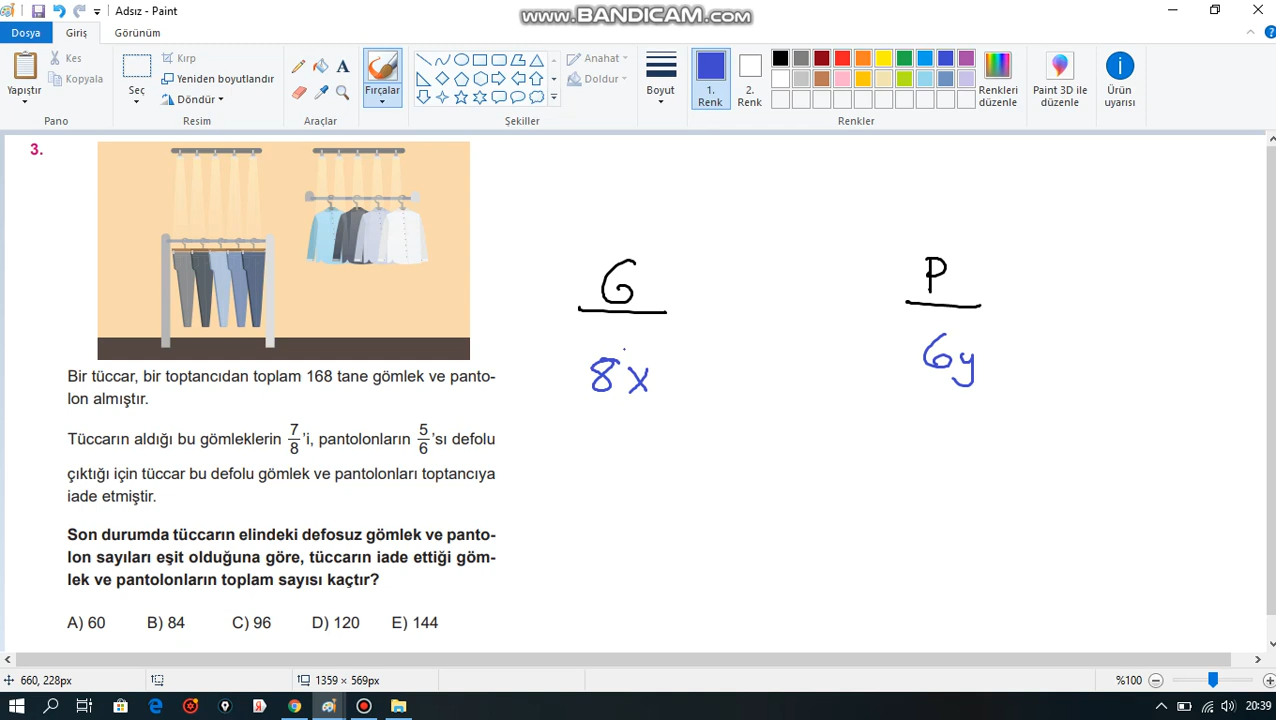 Adsız - Paint
www.BANDICAM.com
Dosya
Giriş
Görünüm
Yapıştır
Kes
Kopyala
Pano
Seç
Kırp
Yeniden boyutlandır
Döndür
Resim
Araçlar
Fırçalar
Şekiller
Anahat
Doldur
Boyut
1. Renk
2. Renk
Renkleri düzenle
Renkler
Paint 3D ile düzenle
Ürün uyarısı
3.
G
P
8x
6y
Bir tüccar, bir toptancıdan toplam 168 tane gömlek ve panto-
lon almıştır.
Tüccarın aldığı bu gömleklerin 7/8'i, pantolonların 5/6'sı defolu
çıktığı için tüccar bu defolu gömlek ve pantolonları toptancıya
iade etmiştir.
Son durumda tüccarın elindeki defosuz gömlek ve panto-
lon sayıları eşit olduğuna göre, tüccarın iade ettiği göm-
lek ve pantolonların toplam sayısı kaçtır?
A) 60 B) 84 C) 96 D) 120 E) 144
660, 228px
1359 × 569px
%100
20:39